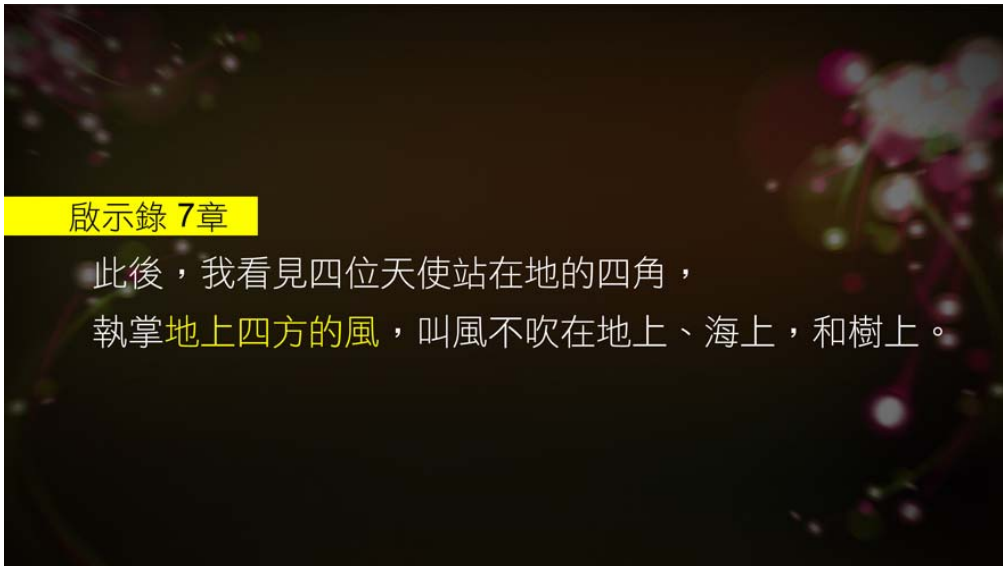 啟示錄 7章
此後，我看見四位天使站在地的四角，
執掌地上四方的風，叫風不吹在地上、海上，和樹上。